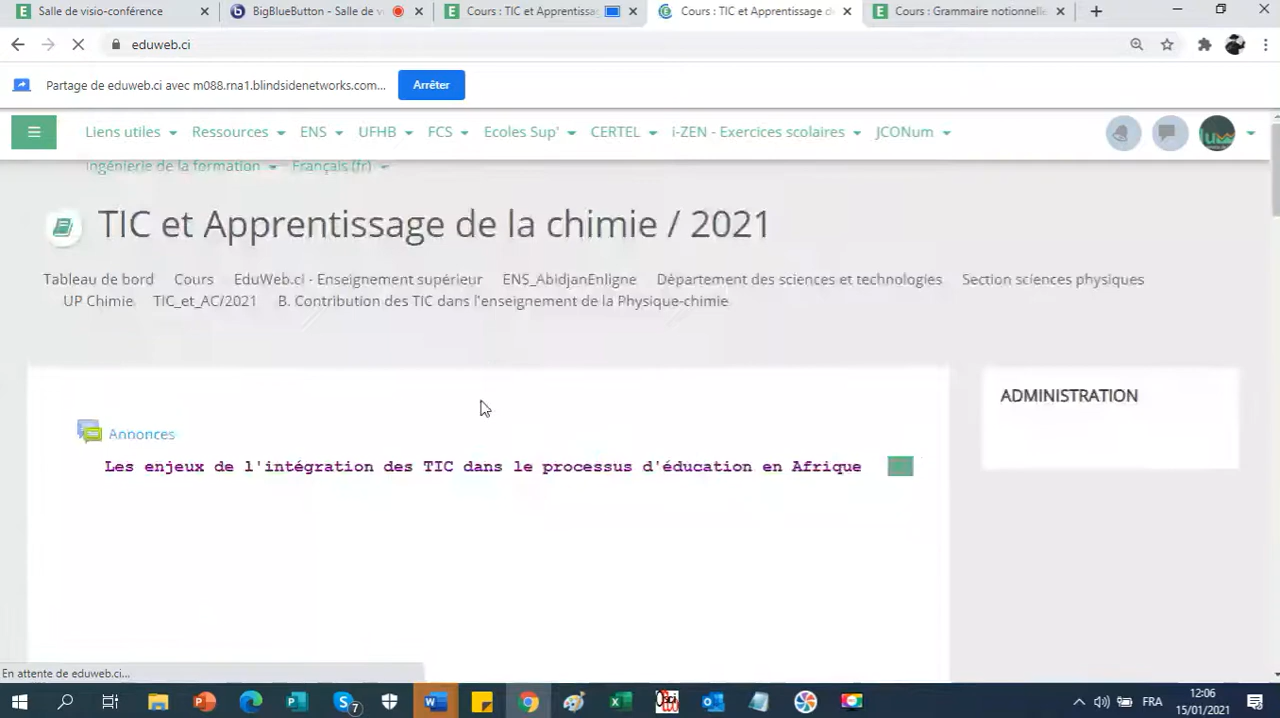 Salle de visio-conférence
BigBlueButton - Salle de v
Cours : TIC et Apprentissa
Cours : TIC et Apprentissage d
Cours : Grammaire notionnelle
eduweb.ci
Partage de eduweb.ci avec m088.rna1.blindsidenetworks.com... Arrêter
Liens utiles Ressources ENS UFHB FCS Ecoles Sup' CERTEL i-ZEN - Exercices scolaires JCONum
Ingénierie de la formation Français (fr)
TIC et Apprentissage de la chimie / 2021
Tableau de bord Cours EduWeb.ci - Enseignement supérieur ENS_AbidjanEnligne Département des sciences et technologies Section sciences physiques
UP Chimie TIC_et_AC/2021 B. Contribution des TIC dans l'enseignement de la Physique-chimie
ADMINISTRATION
Annonces
Les enjeux de l'intégration des TIC dans le processus d'éducation en Afrique
En attente de eduweb.ci...
7
FRA
12:06
15/01/2021